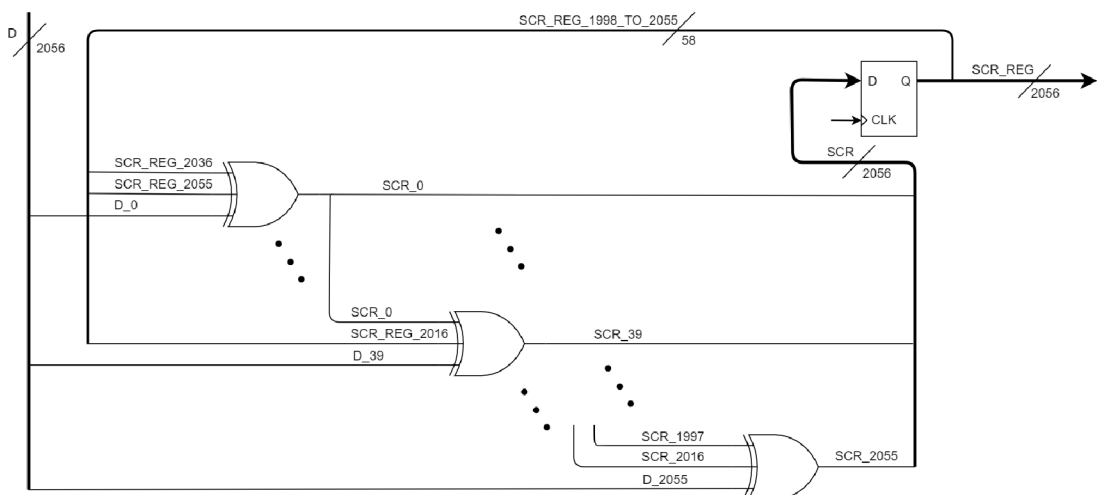 SCR_REG_1998_TO_2055
58
D
2056
D Q
CLK
SCR_REG
2056
SCR
2056
SCR_REG_2036
SCR_REG_2055
D_0
SCR_0
SCR_0
SCR_REG_2016
D_39
SCR_39
SCR_1997
SCR_2016
D_2055
SCR_2055